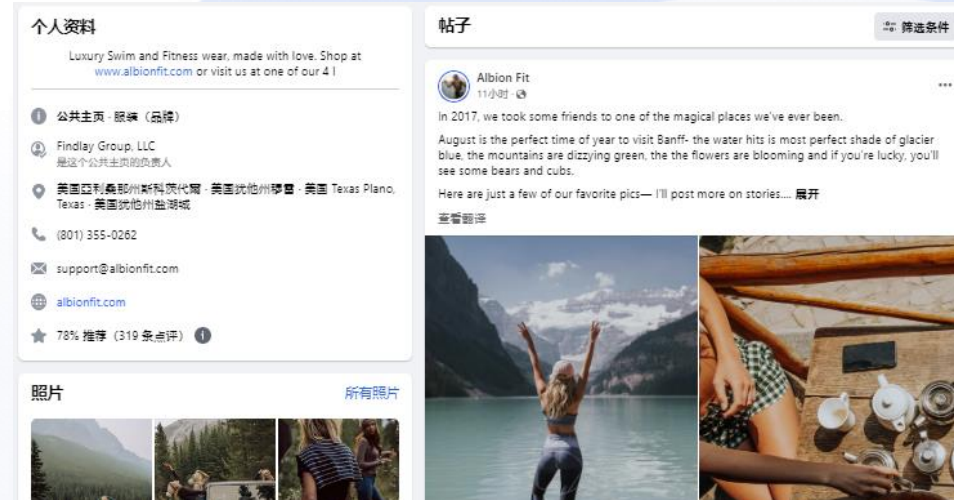 个人资料
Luxury Swim and Fitness wear, made with love. Shop at
www.albionfit.com or visit us at one of our 4 l
公共主页 · 服装（品牌）
Findlay Group, LLC
是这个公共主页的负责人
美国亞利桑那州斯科茨代爾 · 美国犹他州穆雷 · 美国 Texas Plano,
Texas · 美国犹他州盐湖城
(801) 355-0262
support@albionfit.com
albionfit.com
78% 推荐（319 条点评）
照片
所有照片
帖子
筛选条件
Albion Fit
11小时 ·
In 2017, we took some friends to one of the magical places we've ever been.
August is the perfect time of year to visit Banff- the water hits is most perfect shade of glacier
blue, the mountains are dizzying green, the the flowers are blooming and if you're lucky, you'll
see some bears and cubs.
Here are just a few of our favorite pics— I'll post more on stories.... 展开
查看翻译